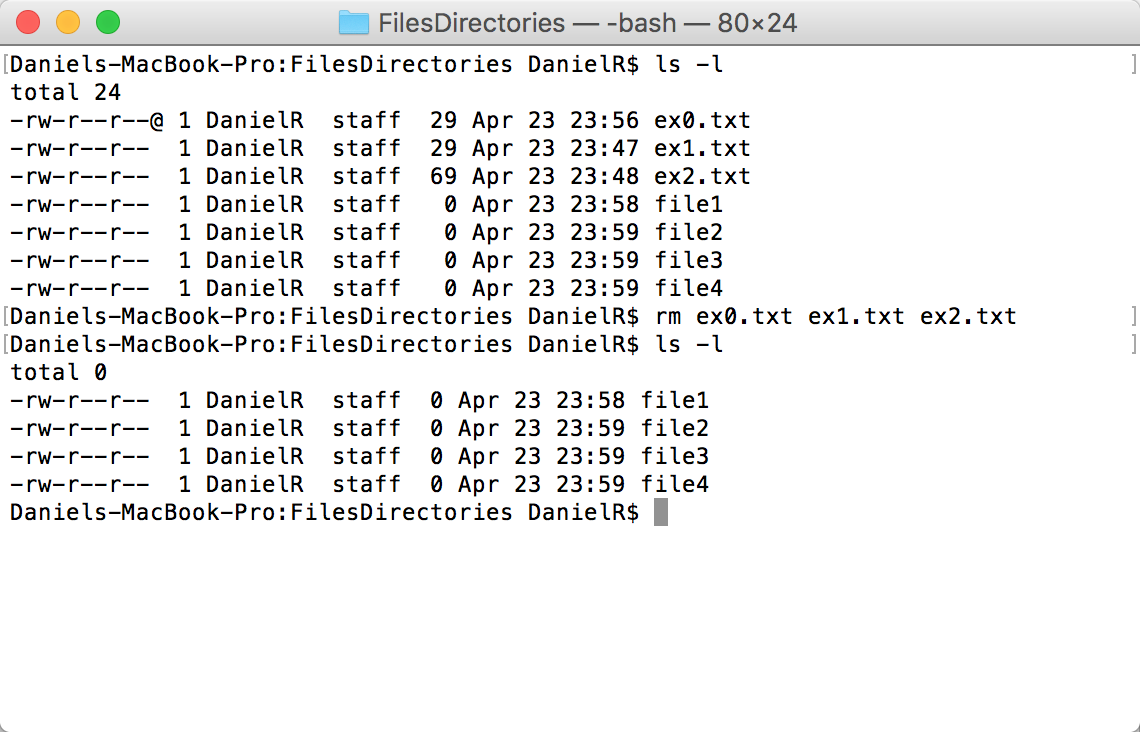 FilesDirectories — -bash — 80×24
[Daniels-MacBook-Pro:FilesDirectories DanielR$ ls -l ]
total 24
-rw-r--r--@ 1 DanielR  staff  29 Apr 23 23:56 ex0.txt
-rw-r--r--  1 DanielR  staff  29 Apr 23 23:47 ex1.txt
-rw-r--r--  1 DanielR  staff  69 Apr 23 23:48 ex2.txt
-rw-r--r--  1 DanielR  staff   0 Apr 23 23:58 file1
-rw-r--r--  1 DanielR  staff   0 Apr 23 23:59 file2
-rw-r--r--  1 DanielR  staff   0 Apr 23 23:59 file3
-rw-r--r--  1 DanielR  staff   0 Apr 23 23:59 file4
[Daniels-MacBook-Pro:FilesDirectories DanielR$ rm ex0.txt ex1.txt ex2.txt ]
[Daniels-MacBook-Pro:FilesDirectories DanielR$ ls -l ]
total 0
-rw-r--r--  1 DanielR  staff  0 Apr 23 23:58 file1
-rw-r--r--  1 DanielR  staff  0 Apr 23 23:59 file2
-rw-r--r--  1 DanielR  staff  0 Apr 23 23:59 file3
-rw-r--r--  1 DanielR  staff  0 Apr 23 23:59 file4
Daniels-MacBook-Pro:FilesDirectories DanielR$